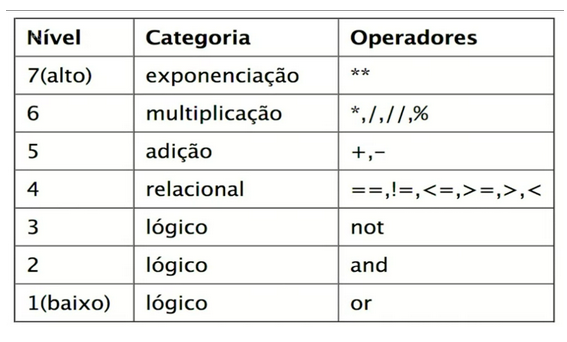 Nível Categoria Operadores
7(alto) exponenciação **
6 multiplicação *,/,//,%
5 adição +,-
4 relacional ==,!=,<=,>=,>,<
3 lógico not
2 lógico and
1(baixo) lógico or